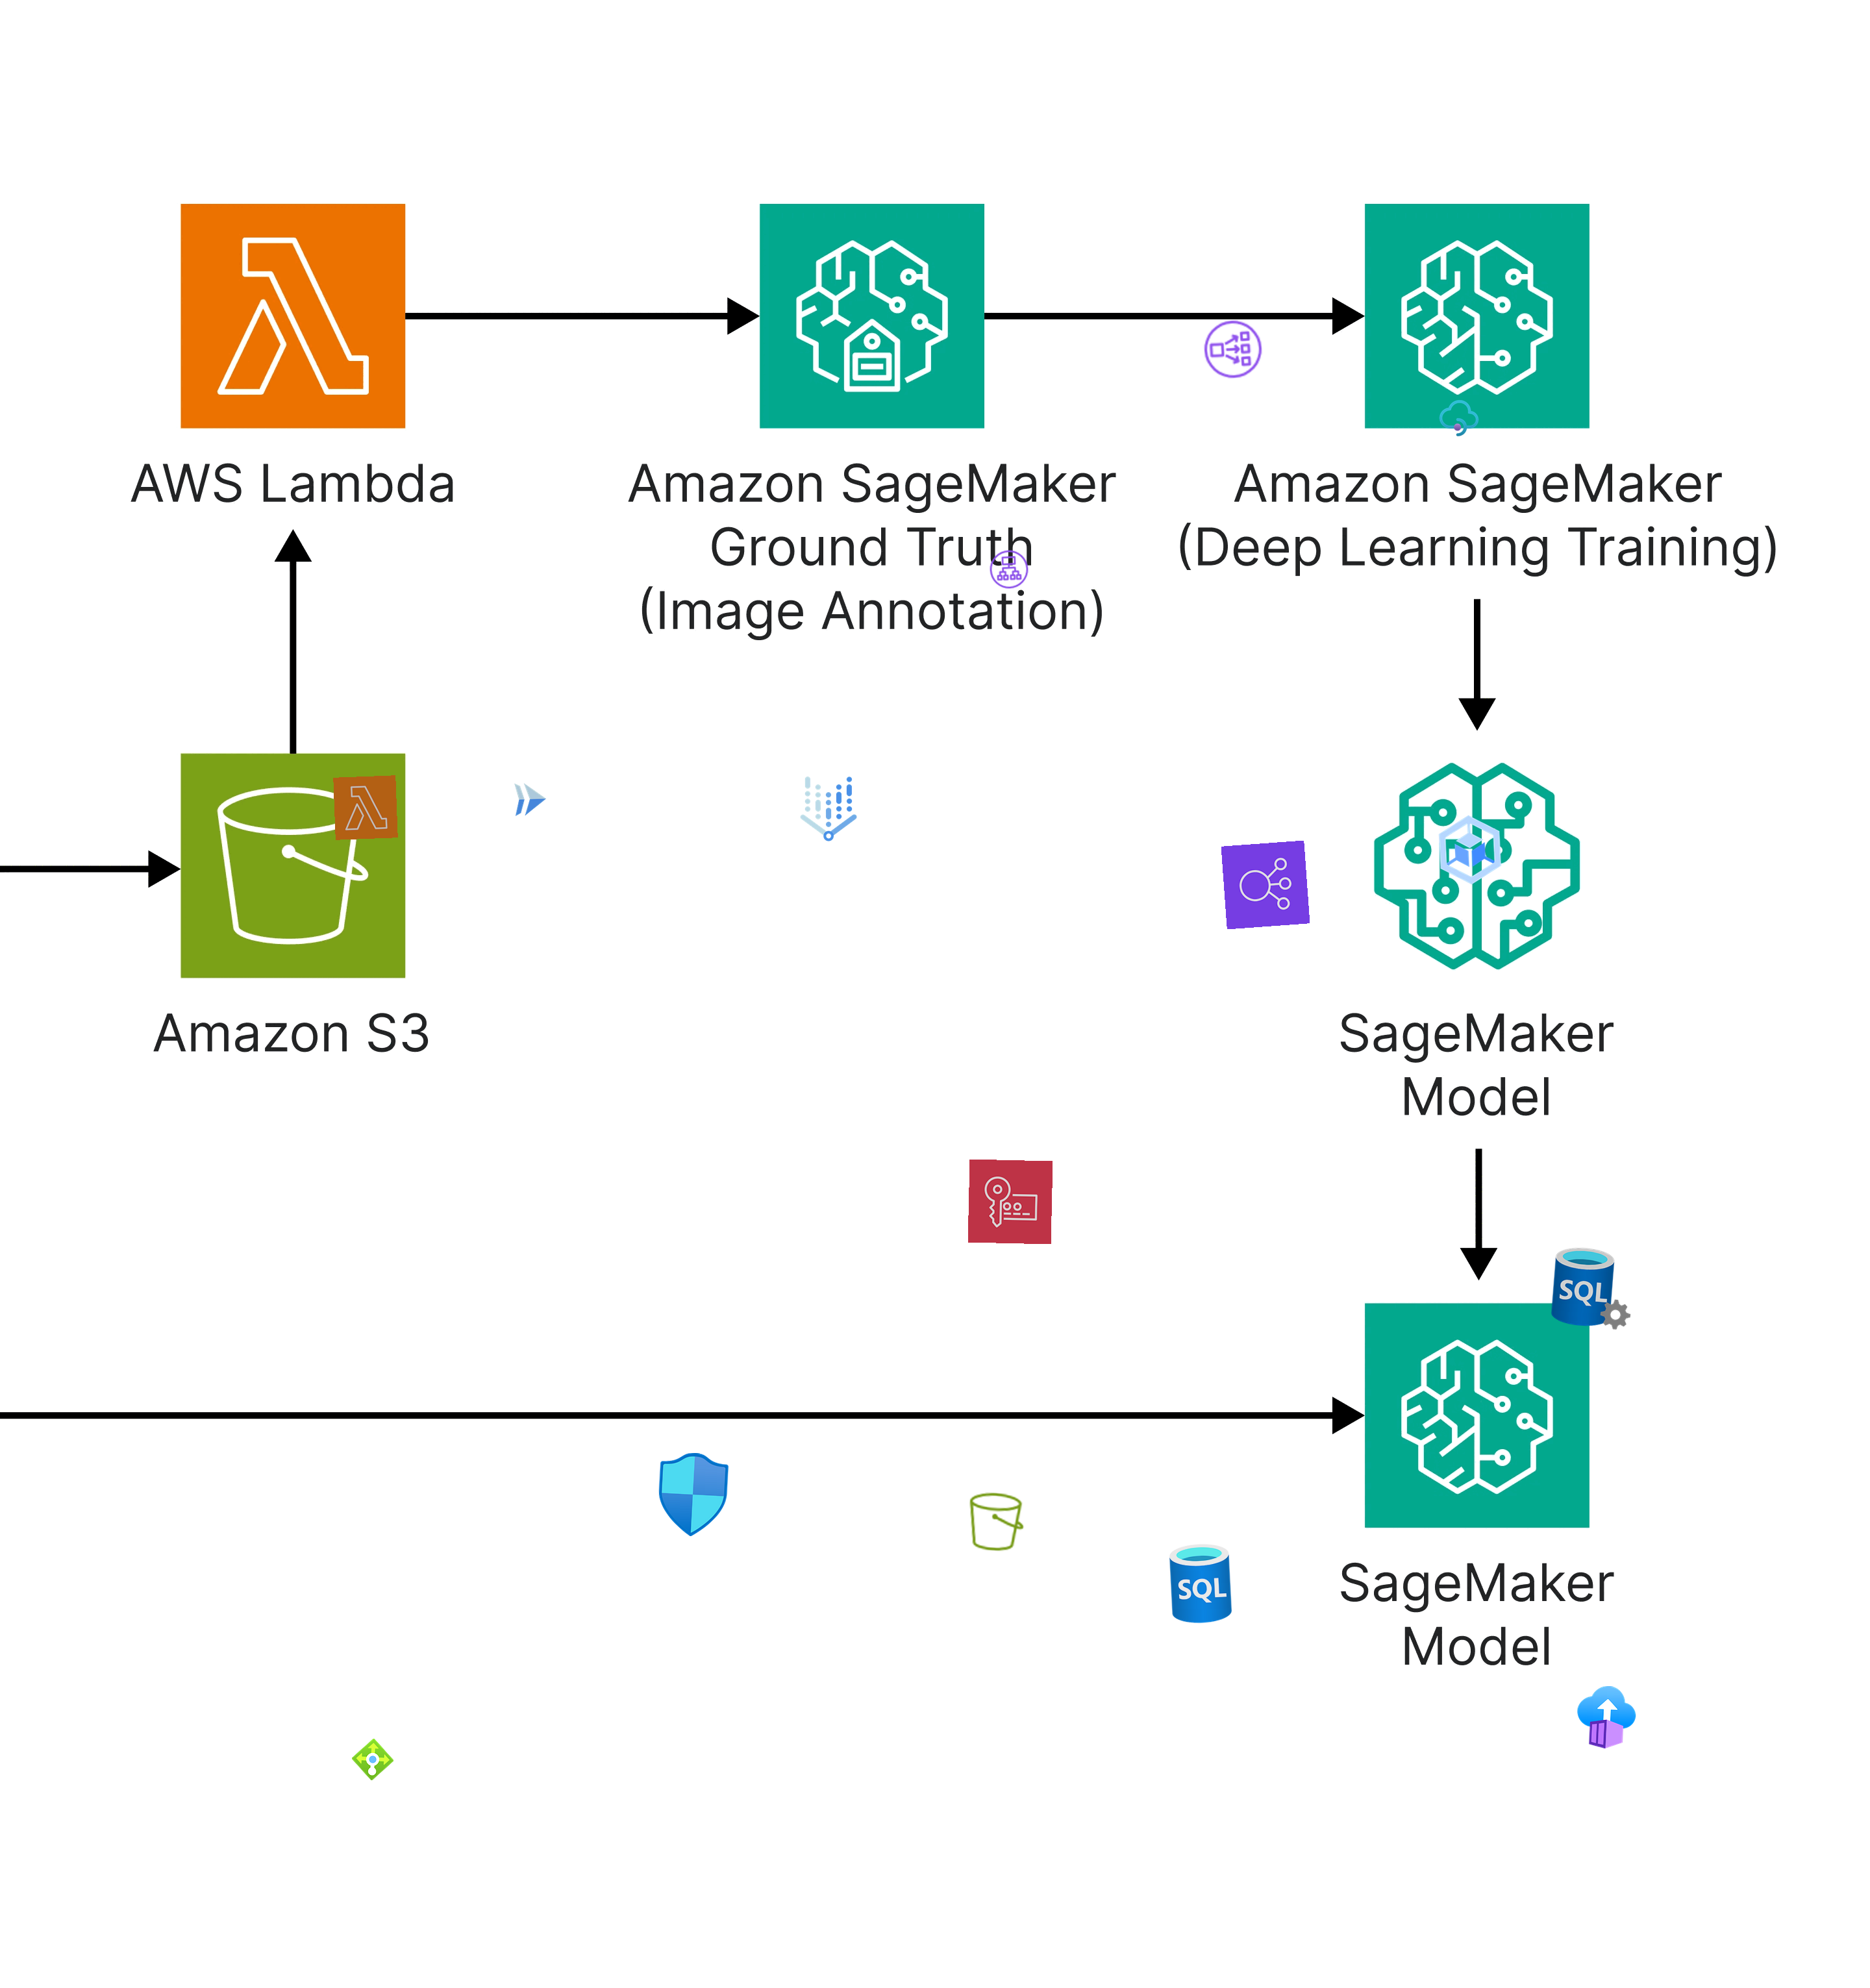 AWS Lambda
Amazon SageMaker
Ground Truth
(Image Annotation)
Amazon SageMaker
(Deep Learning Training)
Amazon S3
SageMaker
Model
SQL
SageMaker
Model
SQL